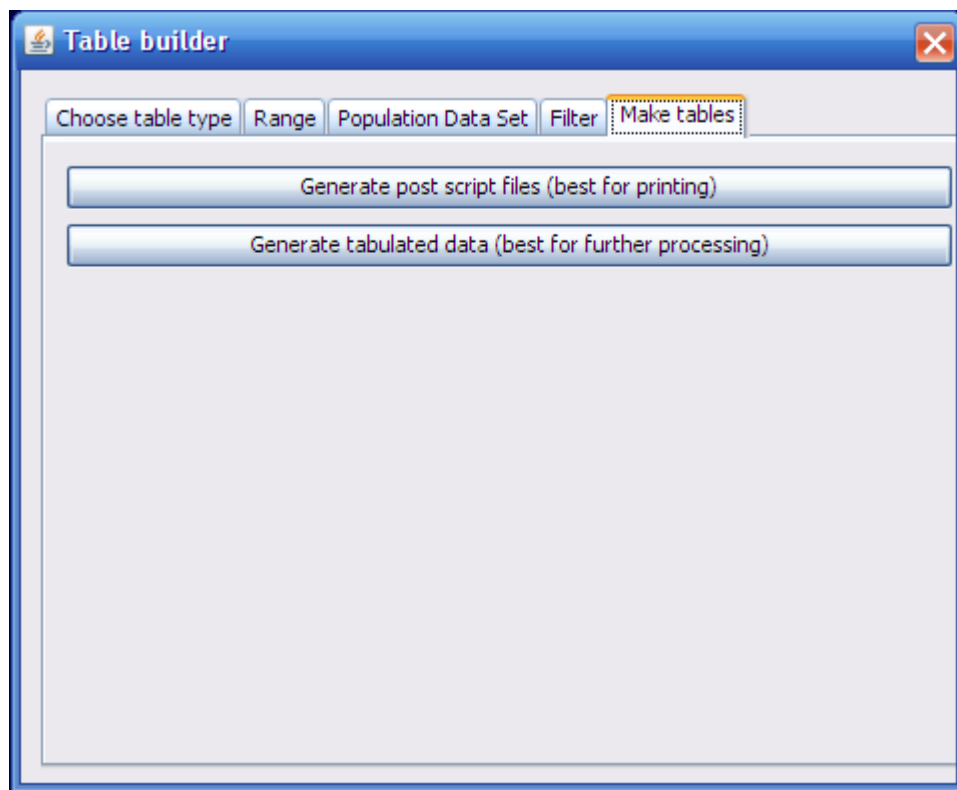 Table builder
Choose table type Range Population Data Set Filter Make tables
Generate post script files (best for printing)
Generate tabulated data (best for further processing)